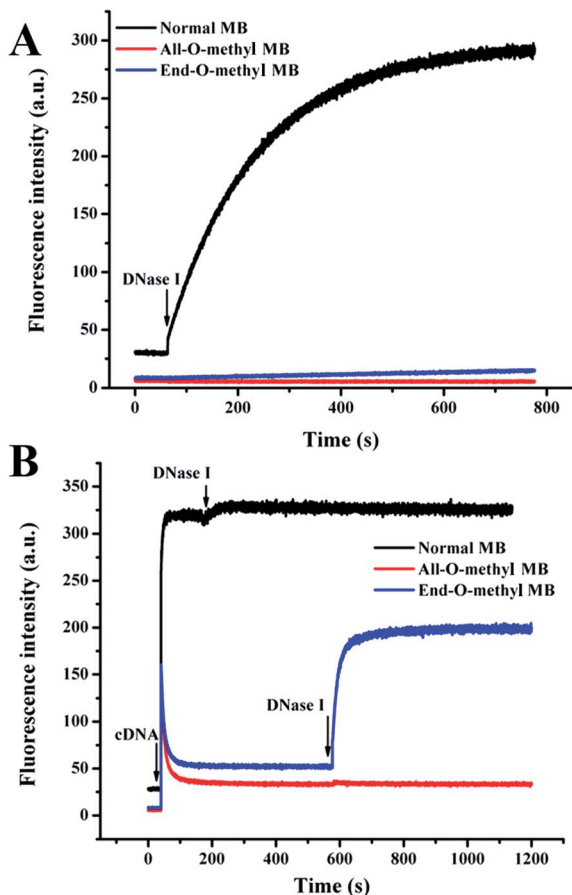 A
Normal MB
All-O-methyl MB
End-O-methyl MB
Fluorescence intensity (a.u.)
300
250
200
150
100
50
0
DNase I
0 200 400 600 800
Time (s)
B
DNase I
Normal MB
All-O-methyl MB
End-O-methyl MB
Fluorescence intensity (a.u.)
350
300
250
200
150
100
50
0
cDNA
DNase I
0 200 400 600 800 1000 1200
Time (s)